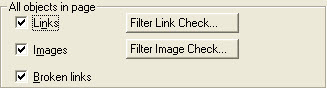 All objects in page
Links Filter Link Check...
Images Filter Image Check...
Broken links